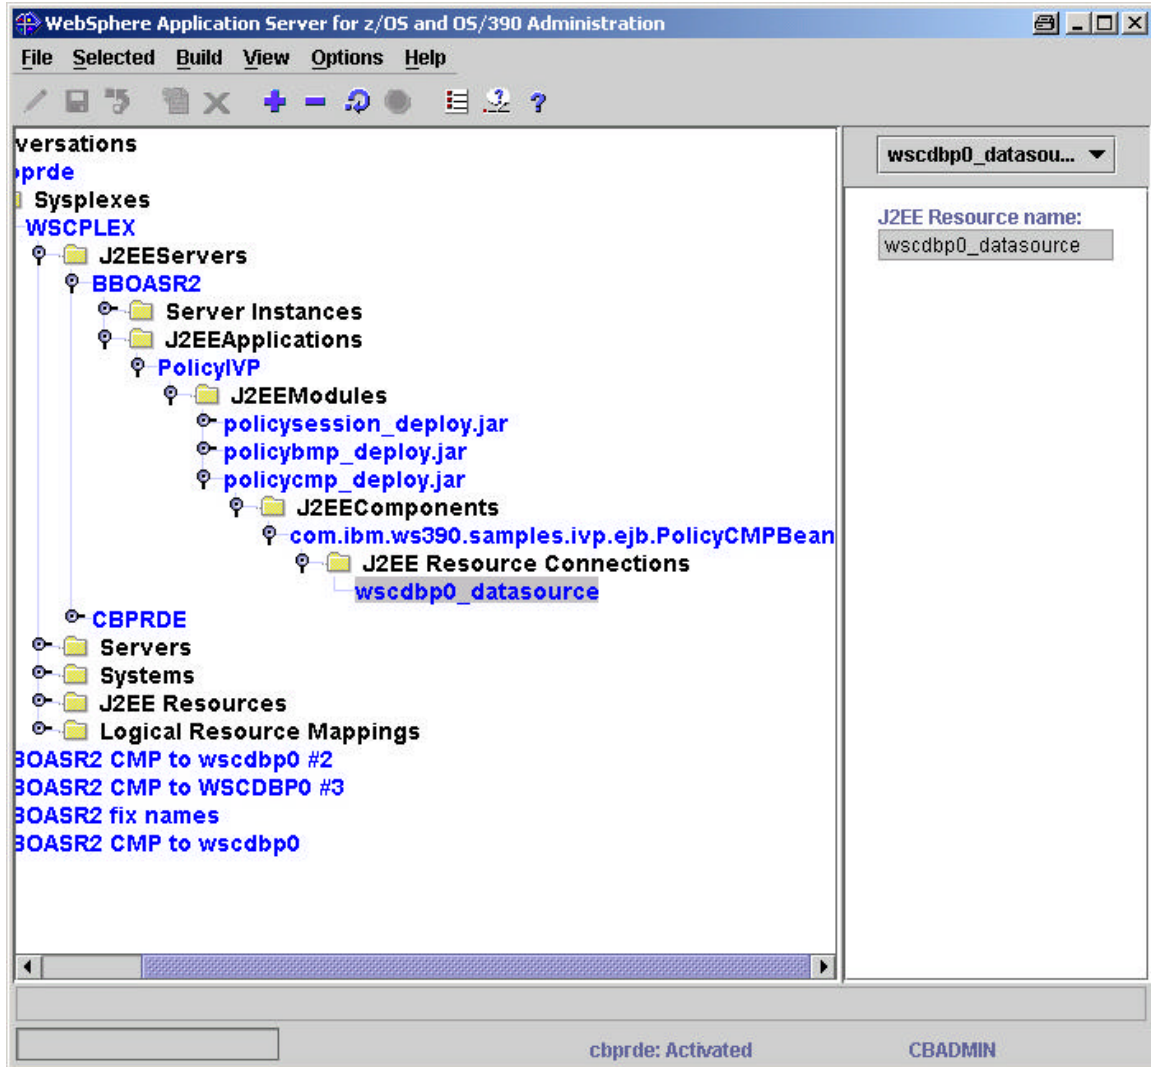 WebSphere Application Server for z/OS and OS/390 Administration
File Selected Build View Options Help
versations
prde
Sysplexes
WSCPLEX
J2EEServers
BBOASR2
Server Instances
J2EEApplications
PolicyIVP
J2EEModules
policysession_deploy.jar
policybmp_deploy.jar
policycmp_deploy.jar
J2EEComponents
com.ibm.ws390.samples.ivp.ejb.PolicyCMPBean
J2EE Resource Connections
wscdbp0_datasource
CBPRDE
Servers
Systems
J2EE Resources
Logical Resource Mappings
BOASR2 CMP to wscdbp0 #2
BOASR2 CMP to WSCDBP0 #3
BOASR2 fix names
BOASR2 CMP to wscdbp0
wscdbp0_datasou...
J2EE Resource name:
wscdbp0_datasource
cbprde: Activated CBADMIN